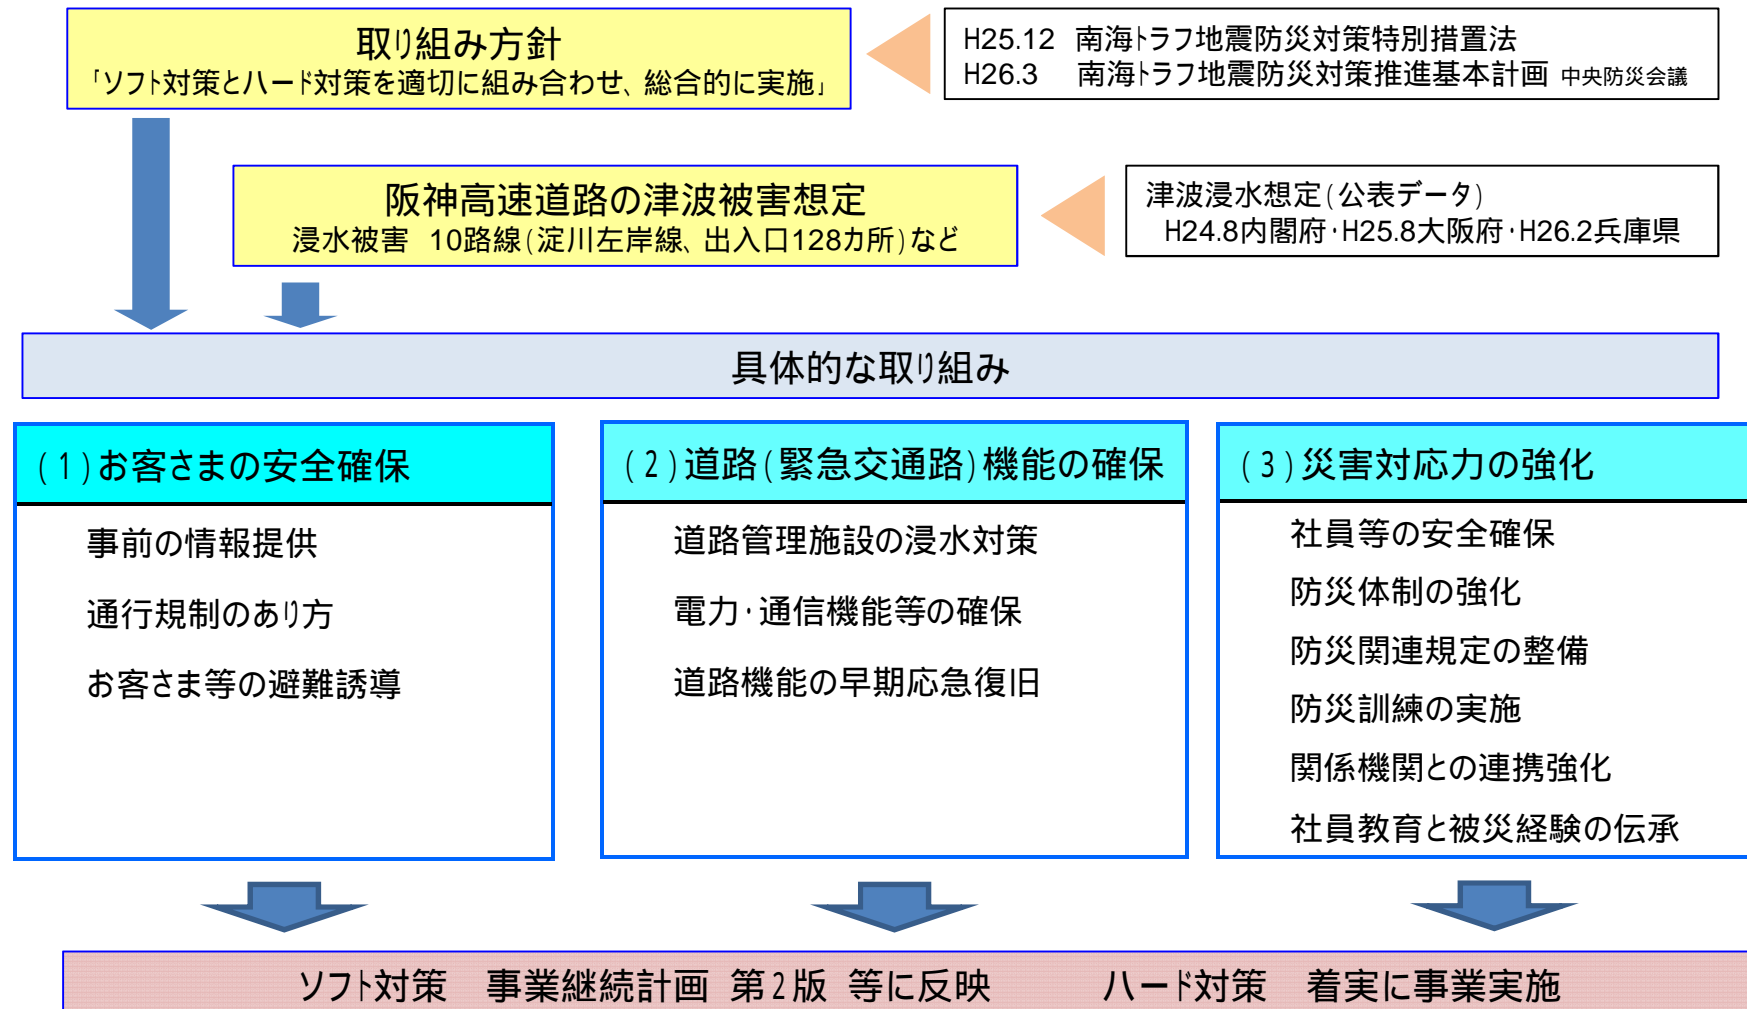 取り組み方針
「ソフト対策とハード対策を適切に組み合わせ、総合的に実施」
H25.12 南海トラフ地震防災対策特別措置法
H26.3 南海トラフ地震防災対策推進基本計画 中央防災会議
阪神高速道路の津波被害想定
浸水被害 10路線(淀川左岸線、出入口128カ所)など
津波浸水想定(公表データ)
H24.8内閣府・H25.8大阪府・H26.2兵庫県
具体的な取り組み
(1)お客さまの安全確保
事前の情報提供
通行規制のあり方
お客さま等の避難誘導
(2)道路(緊急交通路)機能の確保
道路管理施設の浸水対策
電力・通信機能等の確保
道路機能の早期応急復旧
(3)災害対応力の強化
社員等の安全確保
防災体制の強化
防災関連規定の整備
防災訓練の実施
関係機関との連携強化
社員教育と被災経験の伝承
ソフト対策 事業継続計画 第2版 等に反映 ハード対策 着実に事業実施